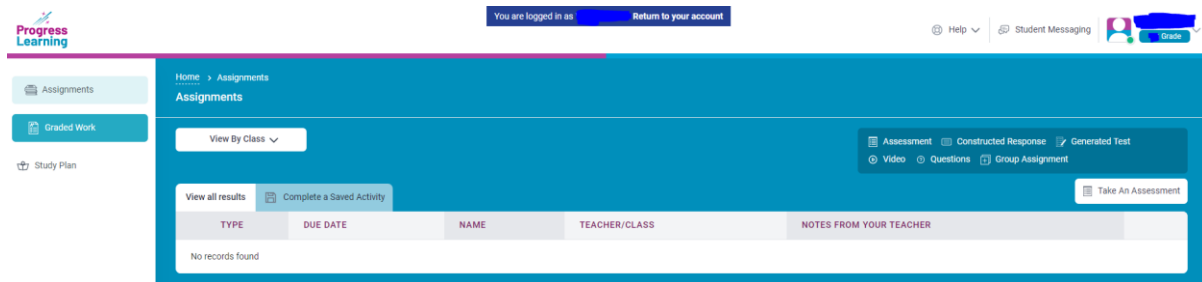 You are logged in as Return to your account
Progress
Learning
Help
Student Messaging
Grade
Assignments
Graded Work
Study Plan
Home > Assignments
Assignments
View By Class
Assessment Constructed Response Generated Test
Video Questions Group Assignment
View all results
Complete a Saved Activity
Take An Assessment
TYPE DUE DATE NAME TEACHER/CLASS NOTES FROM YOUR TEACHER
No records found